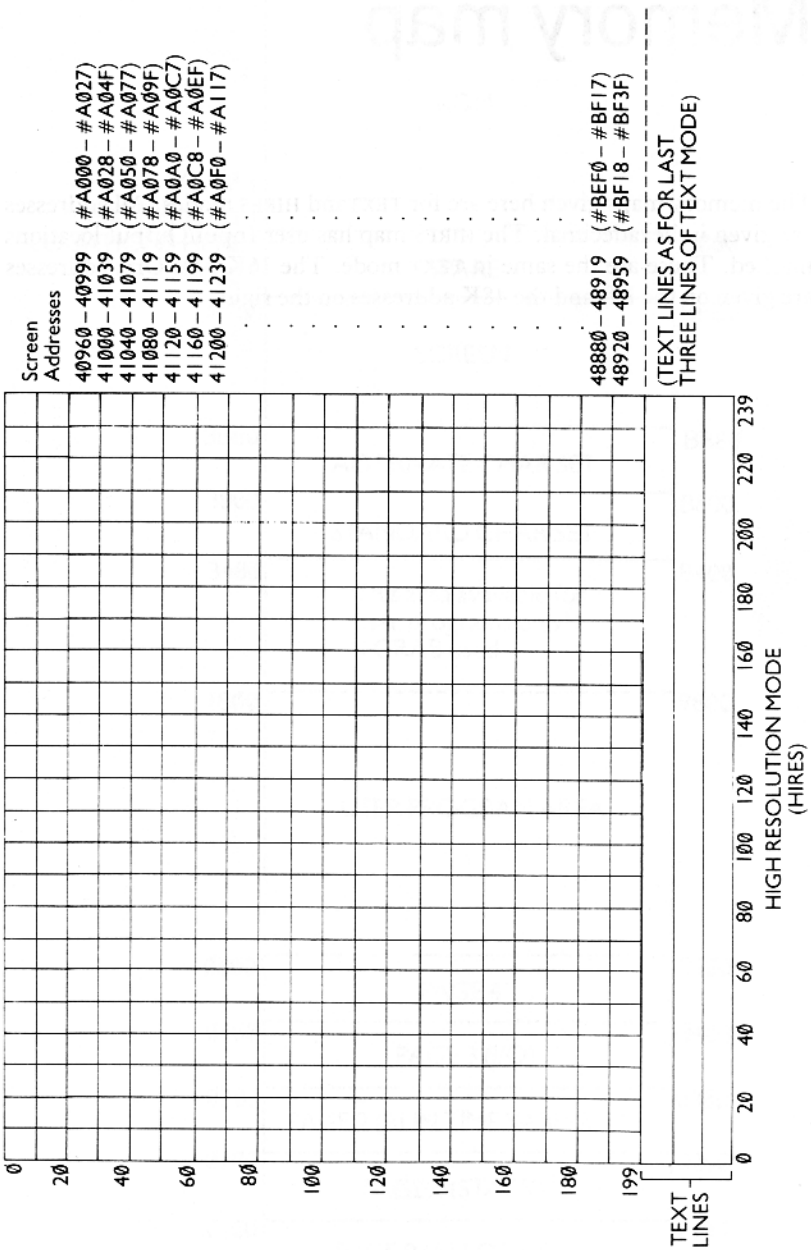 Screen
Addresses
40960 – 40999 (#A000 – #A027)
41000 – 41039 (#A028 – #A04F)
41040 – 41079 (#A050 – #A077)
41080 – 41119 (#A078 – #A09F)
41120 – 41159 (#A0A0 – #A0C7)
41160 – 41199 (#A0C8 – #A0EF)
41200 – 41239 (#A0F0 – #A117)
48880 – 48919 (#BEF0 – #BF17)
48920 – 48959 (#BF18 – #BF3F)
(TEXT LINES AS FOR LAST
THREE LINES OF TEXT MODE)
0
20
40
60
80
100
120
140
160
180
199
TEXT
LINES
0 20 40 60 80 100 120 140 160 180 200 220 239
HIGH RESOLUTION MODE
(HIRES)